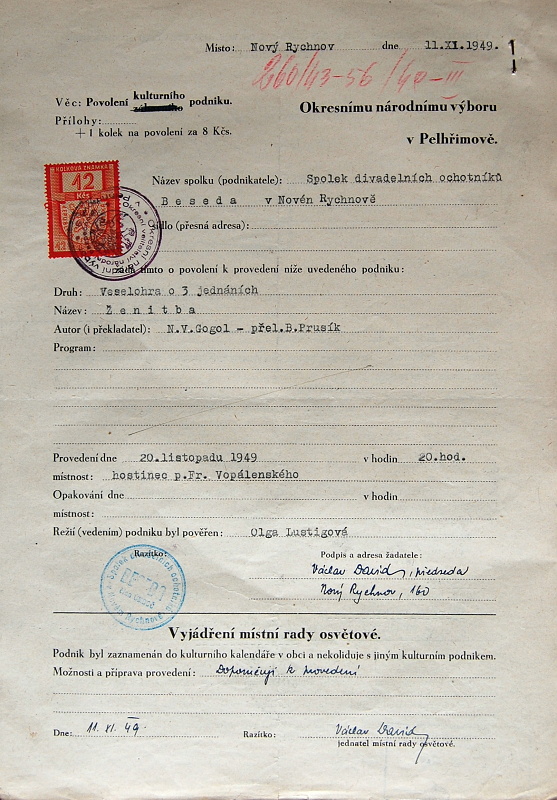 Místo: Nový Rychnov dne 11.XI.1949.
260/43-56/49-III
Věc: Povolení kulturního podniku.
Přílohy:
+ 1 kolek na povolení za 8 Kčs.
Okresnímu národnímu výboru
v Pelhřimově.
KOLKOVÁ ZNÁMKA
12
Kčs
Název spolku (podnikatele): Spolek divadelních ochotníků
Beseda v Novén Rychnově
Sídlo (přesná adresa):
žádá tímto o povolení k provedení níže uvedeného podniku:
Druh: Veselohra o 3 jednáních
Název: Ženitba
Autor (i překladatel): N.V.Gogol - přel.B.Prusík
Program:
Provedení dne 20.listopadu 1949 v hodin 20.hod.
místnost: hostinec p.Fr. Vopálenského
Opakování dne v hodin
místnost:
Režií (vedením) podniku byl pověřen: Olga Lustigová
Razítko: Podpis a adresa žadatele:
Václav David, předseda
Nový Rychnov, 160
Vyjádření místní rady osvětové.
Podnik byl zaznamenán do kulturního kalendáře v obci a nekoliduje s jiným kulturním podnikem.
Možnosti a příprava provedení: Doporučuji k provedení
Dne: 11. XI. 49. Razítko: Václav David
jednatel místní rady osvětové.